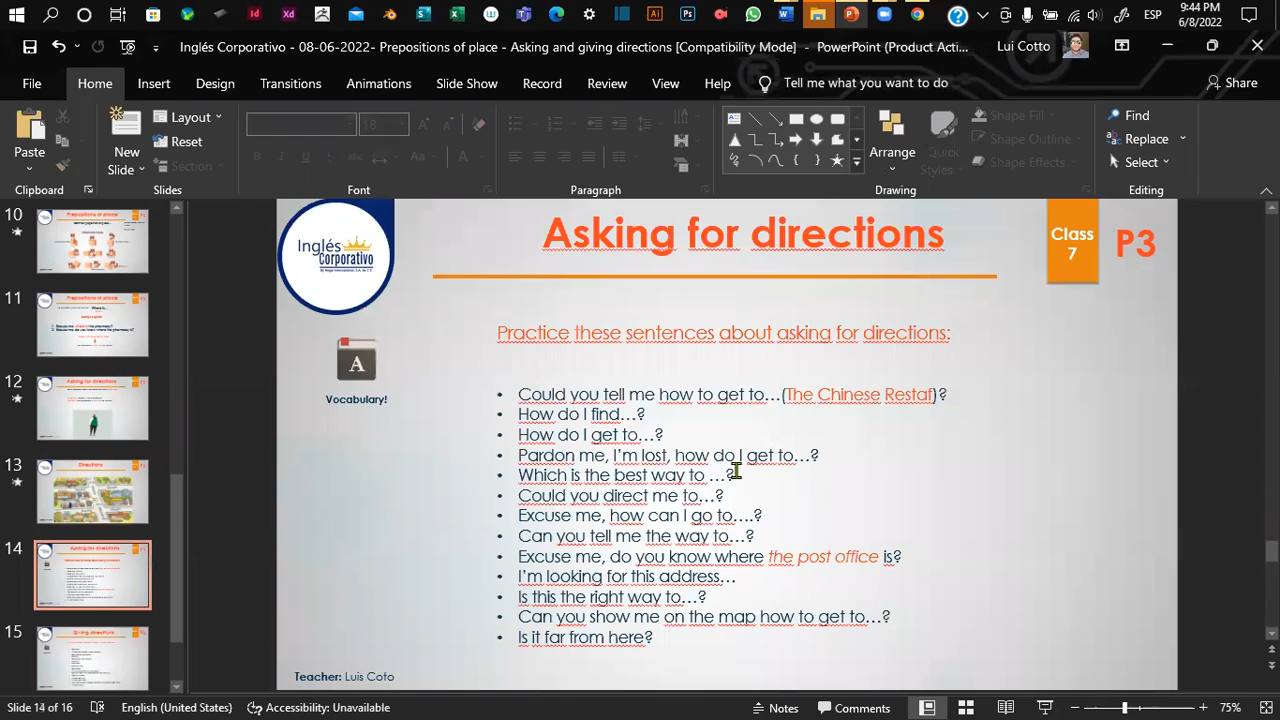 9:44 PM
ESP
6/8/2022
Inglés Corporativo - 08-06-2022- Prepositions of place - Asking and giving directions [Compatibility Mode] - PowerPoint (Product Acti...
Lui Cotto
File Home Insert Design Transitions Animations Slide Show Record Review View Help Tell me what you want to do Share
Paste
New Slide
Layout
Reset
Section
18
Arrange
Quick Styles
Shape Fill
Shape Outline
Shape Effects
Find
Replace
Select
Clipboard Slides Font Paragraph Drawing Editing
10
Prepositions of place
11
Prepositions of place
12
Asking for directions
13
Directions
14
Asking for directions
15
Giving directions
Inglés
Corporativo
Asking for directions
Class
7
P3
Practice these sentences about asking for directions:
A
Vocabulary!
• Could you tell me how to get to…(The Chinese Restaf)?
• How do I find…?
• How do I get to…?
• Pardon me, I'm lost, how do I get to…?
• Which is the best way to …?
• Could you direct me to…?
• Excuse me, how can I go to….?
• Can you tell me the way to…?
• Excuse me, do you know where the post office is?
• I'm looking for this address…
• Is this the right way to…?
• Can you show me on the map how to get to…?
• Is it far from here?
Teacher: Luis Coto
Slide 14 of 16 English (United States) Accessibility: Unavailable Notes Comments 75%